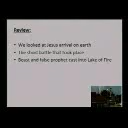 Review:
• We looked at Jesus arrival on earth
• The short battle that took place
• Beast and false prophet cast into Lake of Fire